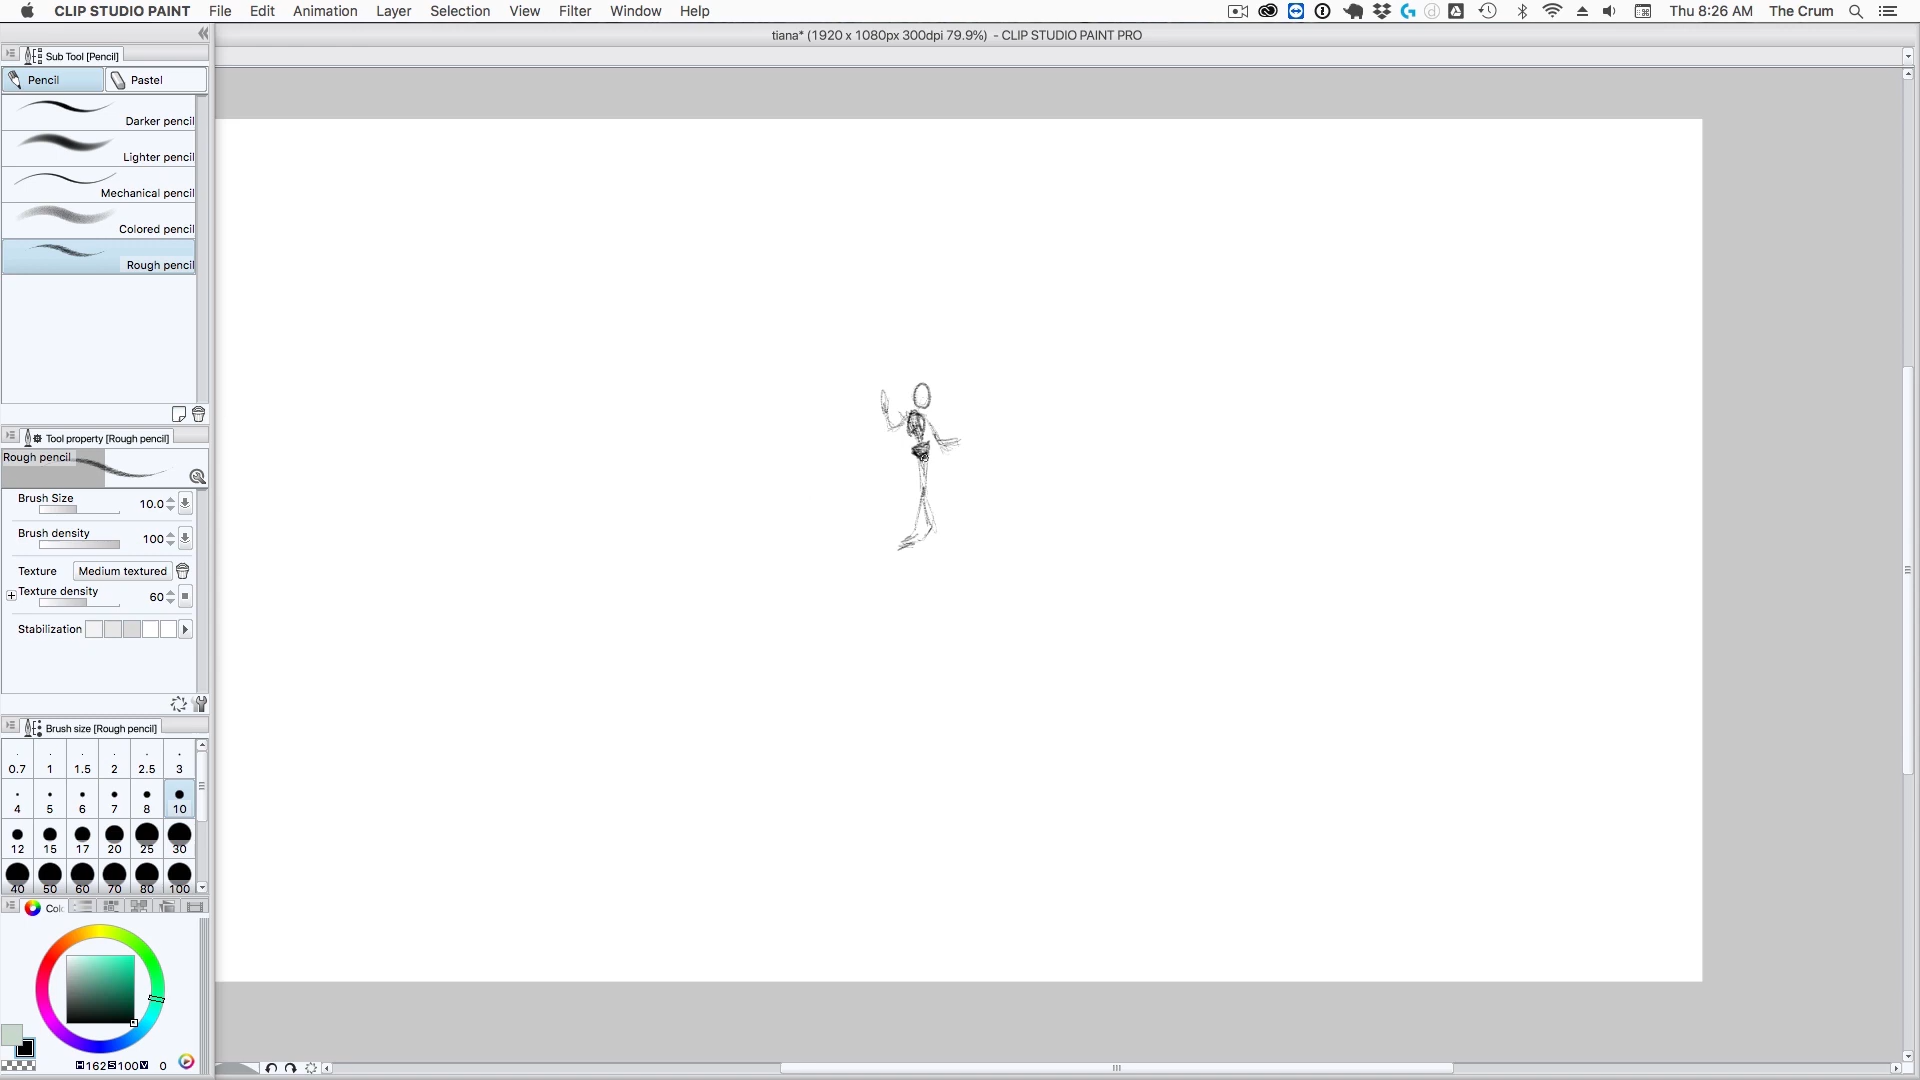 CLIP STUDIO PAINT File Edit Animation Layer Selection View Filter Window Help Thu 8:26 AM The Crum
tiana* (1920 x 1080px 300dpi 79.9%) - CLIP STUDIO PAINT PRO
Sub Tool [Pencil]
Pencil Pastel
Darker pencil
Lighter pencil
Mechanical pencil
Colored pencil
Rough pencil
Tool property [Rough pencil]
Rough pencil
Brush Size 10.0
Brush density 100
Texture Medium textured
Texture density 60
Stabilization
Brush size [Rough pencil]
0.7 1 1.5 2 2.5 3
4 5 6 7 8 10
12 15 17 20 25 30
40 50 60 70 80 100
Col
H 162 S 100 V 0